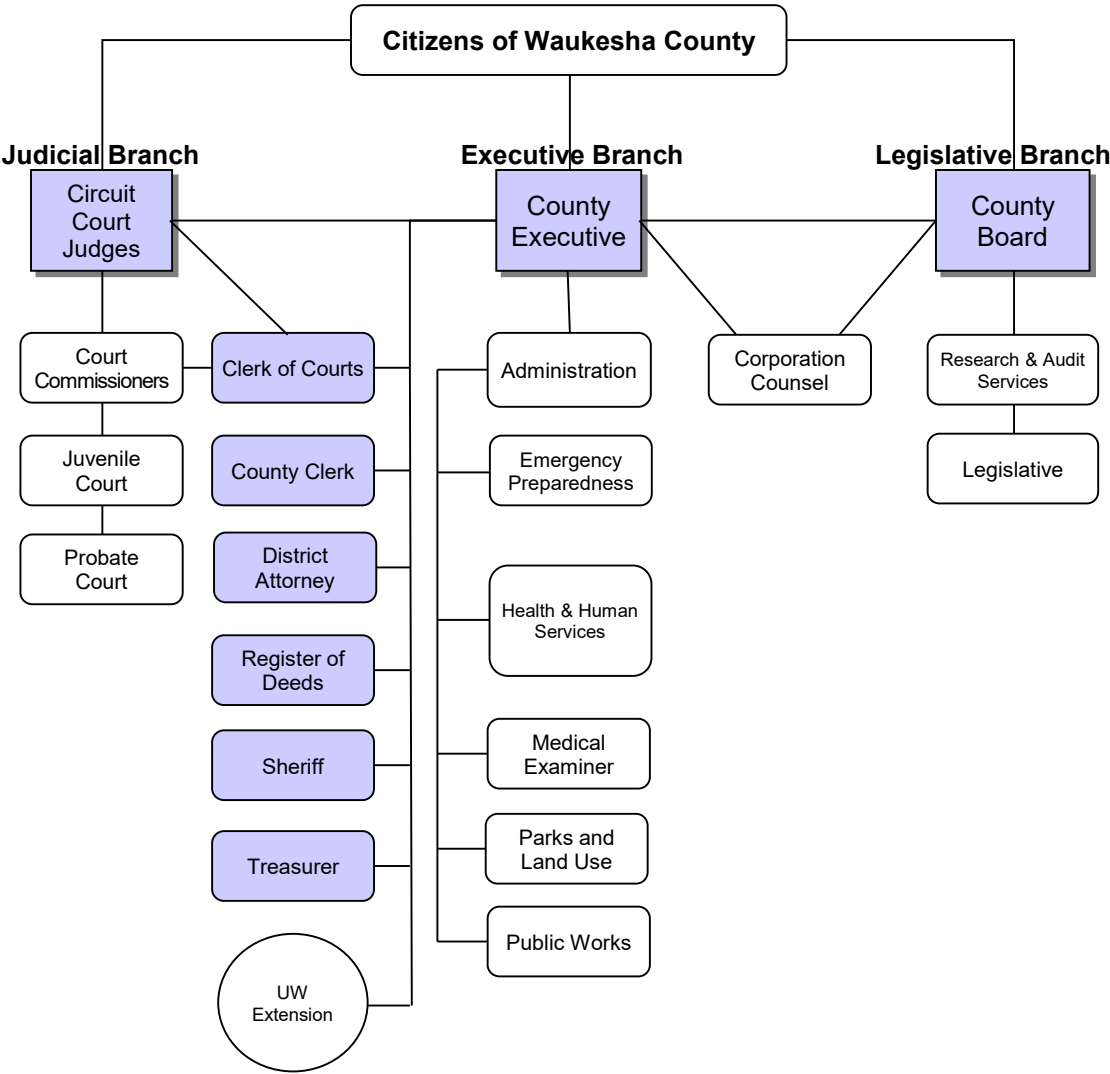 Citizens of Waukesha County
Judicial Branch
Executive Branch
Legislative Branch
Circuit
Court
Judges
County
Executive
County
Board
Court
Commissioners
Clerk of Courts
Administration
Corporation
Counsel
Research & Audit
Services
Juvenile
Court
County Clerk
Emergency
Preparedness
Legislative
Probate
Court
District
Attorney
Health & Human
Services
Register of
Deeds
Sheriff
Medical
Examiner
Treasurer
Parks and
Land Use
Public Works
UW
Extension